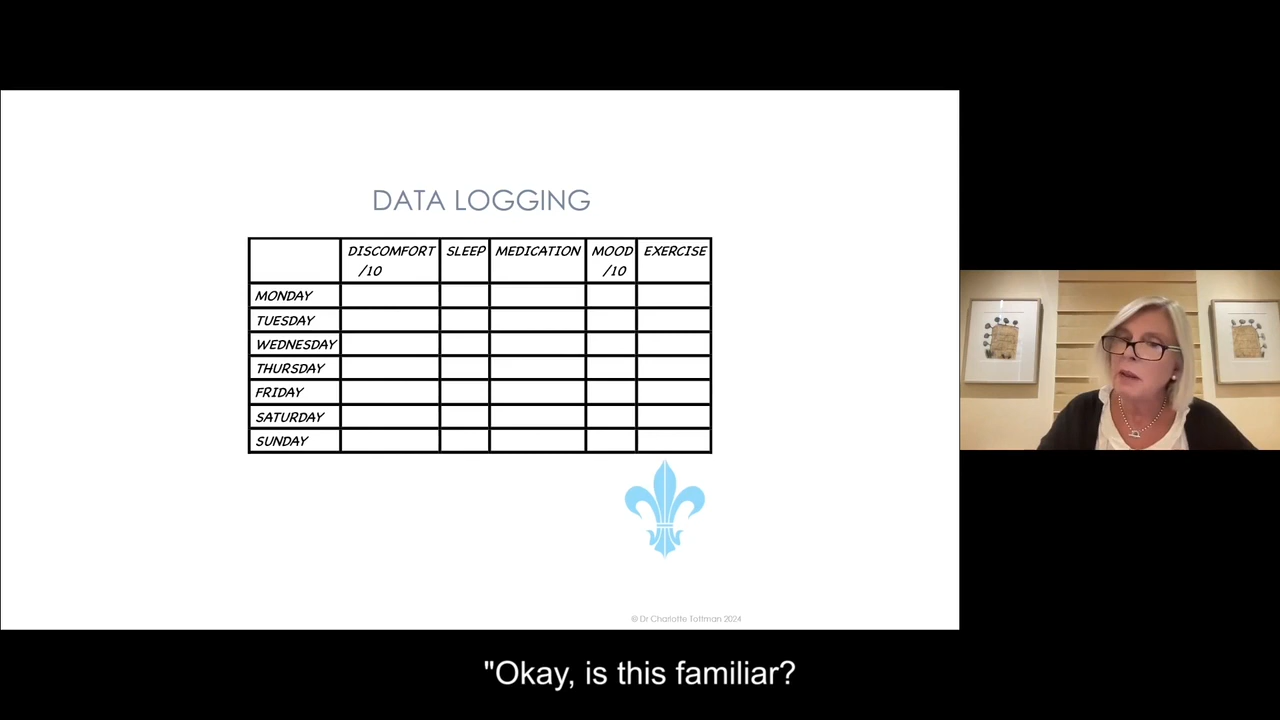 DATA LOGGING
DISCOMFORT /10 SLEEP MEDICATION MOOD /10 EXERCISE
MONDAY
TUESDAY
WEDNESDAY
THURSDAY
FRIDAY
SATURDAY
SUNDAY
© Dr Charlotte Tottman 2024
"Okay, is this familiar?